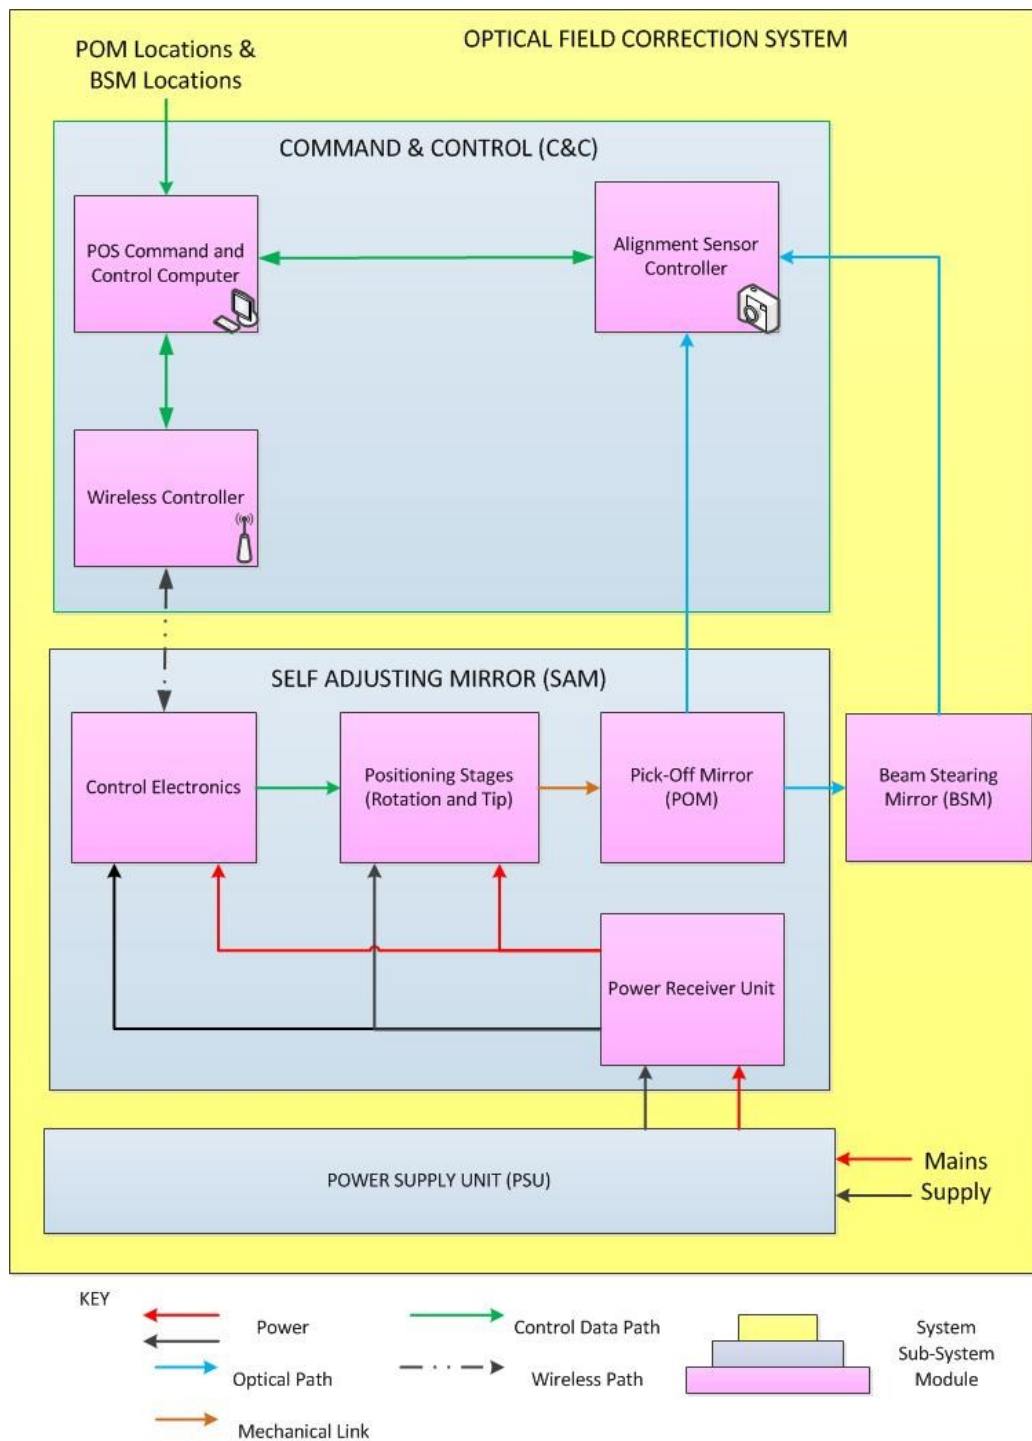 OPTICAL FIELD CORRECTION SYSTEM
POM Locations &
BSM Locations
COMMAND & CONTROL (C&C)
POS Command and
Control Computer
Alignment Sensor
Controller
Wireless Controller
SELF ADJUSTING MIRROR (SAM)
Control Electronics
Positioning Stages
(Rotation and Tip)
Pick-Off Mirror
(POM)
Beam Stearing
Mirror (BSM)
Power Receiver Unit
POWER SUPPLY UNIT (PSU)
Mains
Supply
KEY
Power
Control Data Path
System
Sub-System
Module
Optical Path
Wireless Path
Mechanical Link